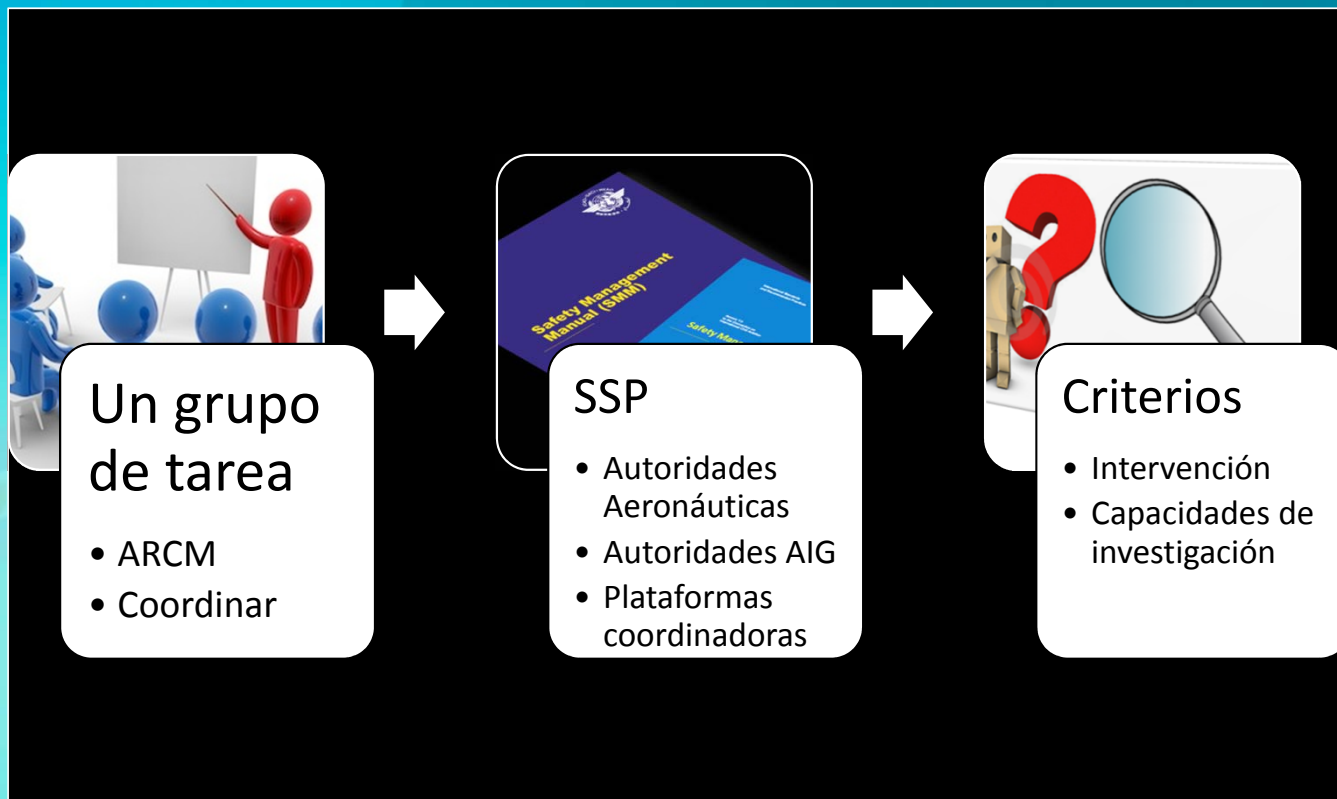 Un grupo
de tarea
• ARCM
• Coordinar
Safety Management
Manual (SMM)
SSP
• Autoridades
Aeronáuticas
• Autoridades AIG
• Plataformas
coordinadoras
Criterios
• Intervención
• Capacidades de
investigación